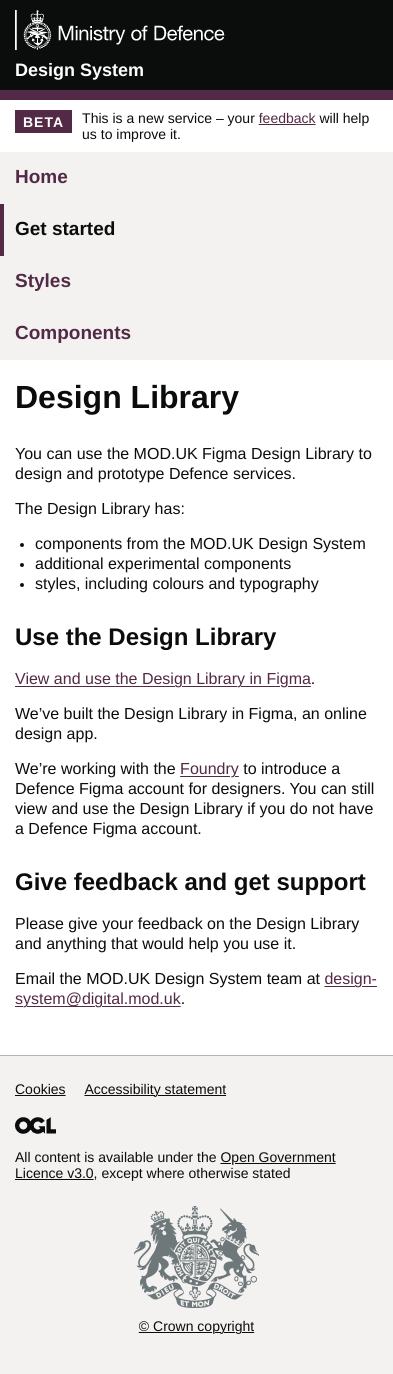 Ministry of Defence
Design System
BETA
This is a new service – your feedback will help
us to improve it.
Home
Get started
Styles
Components
Design Library
You can use the MOD.UK Figma Design Library to
design and prototype Defence services.
The Design Library has:
• components from the MOD.UK Design System
• additional experimental components
• styles, including colours and typography
Use the Design Library
View and use the Design Library in Figma.
We’ve built the Design Library in Figma, an online
design app.
We’re working with the Foundry to introduce a
Defence Figma account for designers. You can still
view and use the Design Library if you do not have
a Defence Figma account.
Give feedback and get support
Please give your feedback on the Design Library
and anything that would help you use it.
Email the MOD.UK Design System team at design-
system@digital.mod.uk.
Cookies Accessibility statement
OGL
All content is available under the Open Government
Licence v3.0, except where otherwise stated
DIEU ET MON DROIT
© Crown copyright